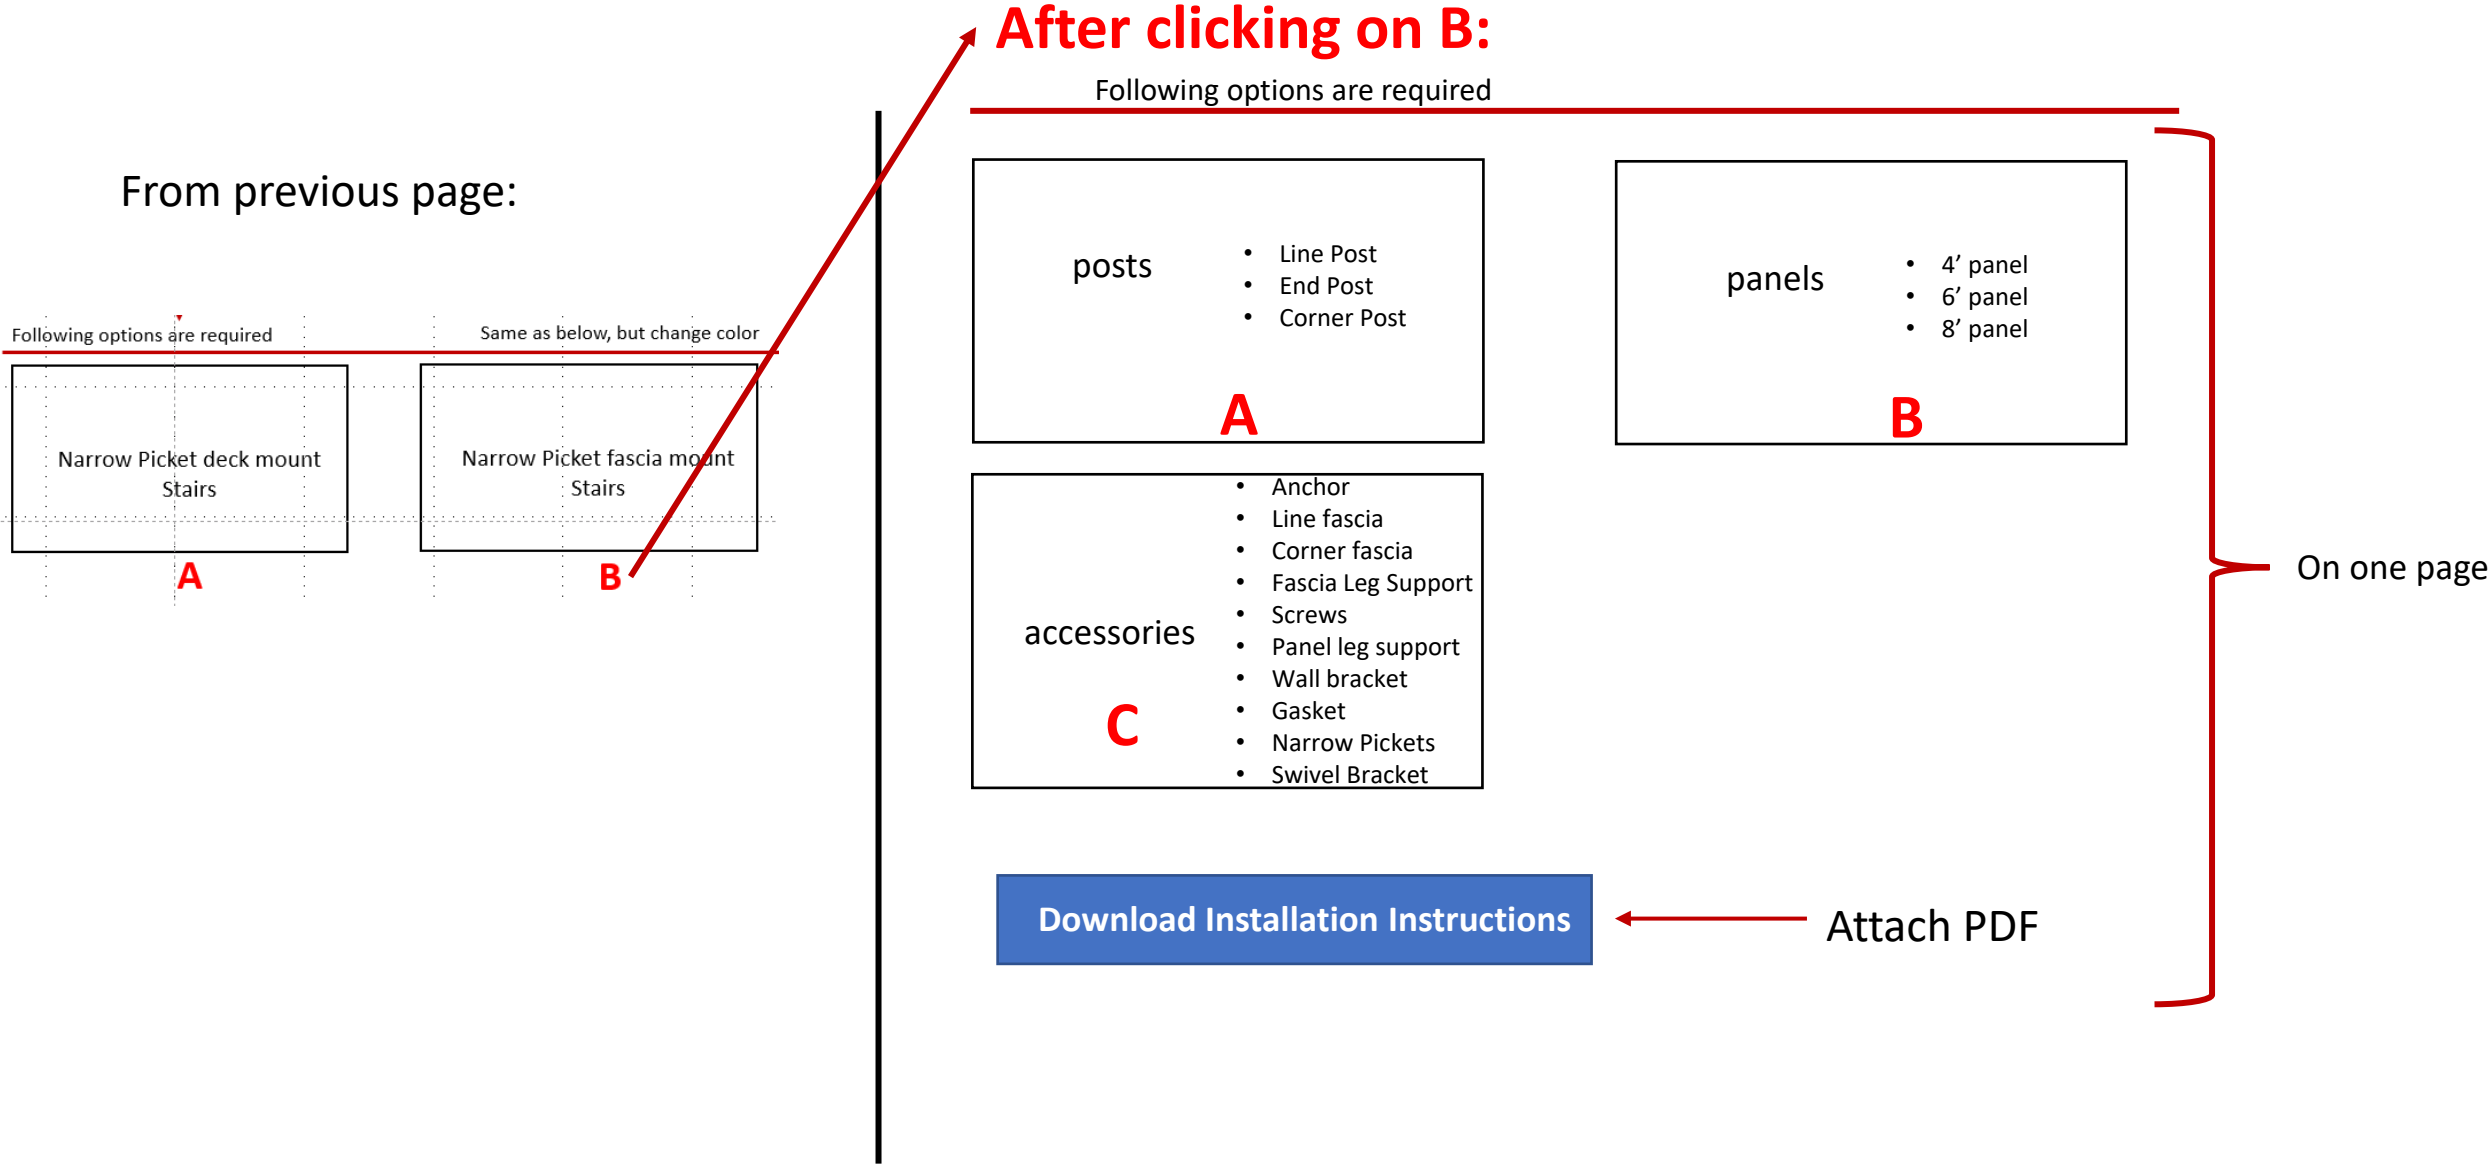 After clicking on B:
Following options are required
From previous page:
Following options are required
Same as below, but change color
Narrow Picket deck mount
Stairs
A
Narrow Picket fascia mount
Stairs
B
posts
• Line Post
• End Post
• Corner Post
A
panels
• 4’ panel
• 6’ panel
• 8’ panel
B
accessories
• Anchor
• Line fascia
• Corner fascia
• Fascia Leg Support
• Screws
• Panel leg support
• Wall bracket
• Gasket
• Narrow Pickets
• Swivel Bracket
C
On one page
Download Installation Instructions
Attach PDF